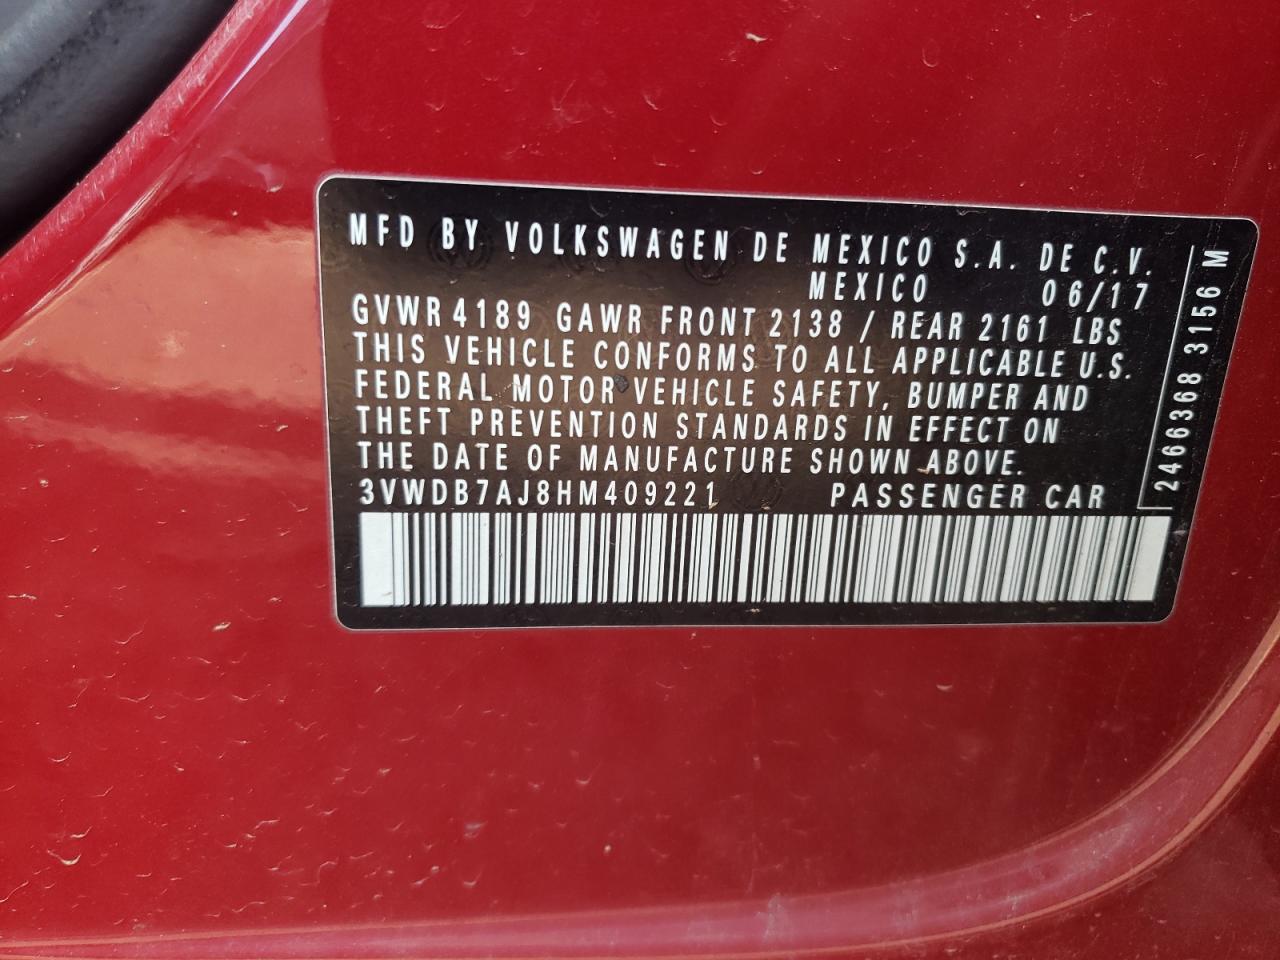 MFD BY VOLKSWAGEN DE MEXICO S.A. DE C.V.
MEXICO 06/17
GVWR 4189 GAWR FRONT 2138 / REAR 2161 LBS
THIS VEHICLE CONFORMS TO ALL APPLICABLE U.S.
FEDERAL MOTOR VEHICLE SAFETY, BUMPER AND
THEFT PREVENTION STANDARDS IN EFFECT ON
THE DATE OF MANUFACTURE SHOWN ABOVE.
3VWDB7AJ8HM409221 PASSENGER CAR
2466368 3156 M